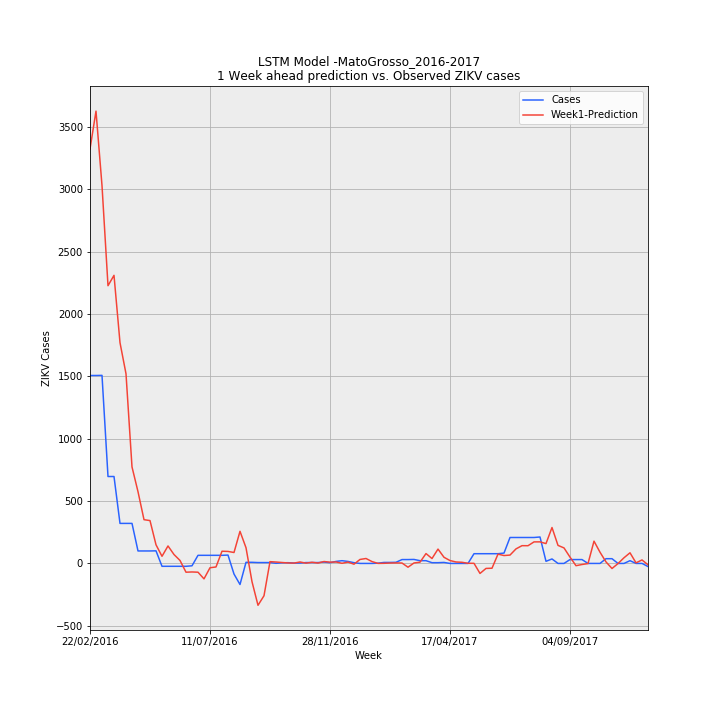 LSTM Model -MatoGrosso_2016-2017
1 Week ahead prediction vs. Observed ZIKV cases
Cases
Week1-Prediction
3500
3000
2500
2000
1500
1000
500
0
−500
ZIKV Cases
22/02/2016
11/07/2016
28/11/2016
17/04/2017
04/09/2017
Week